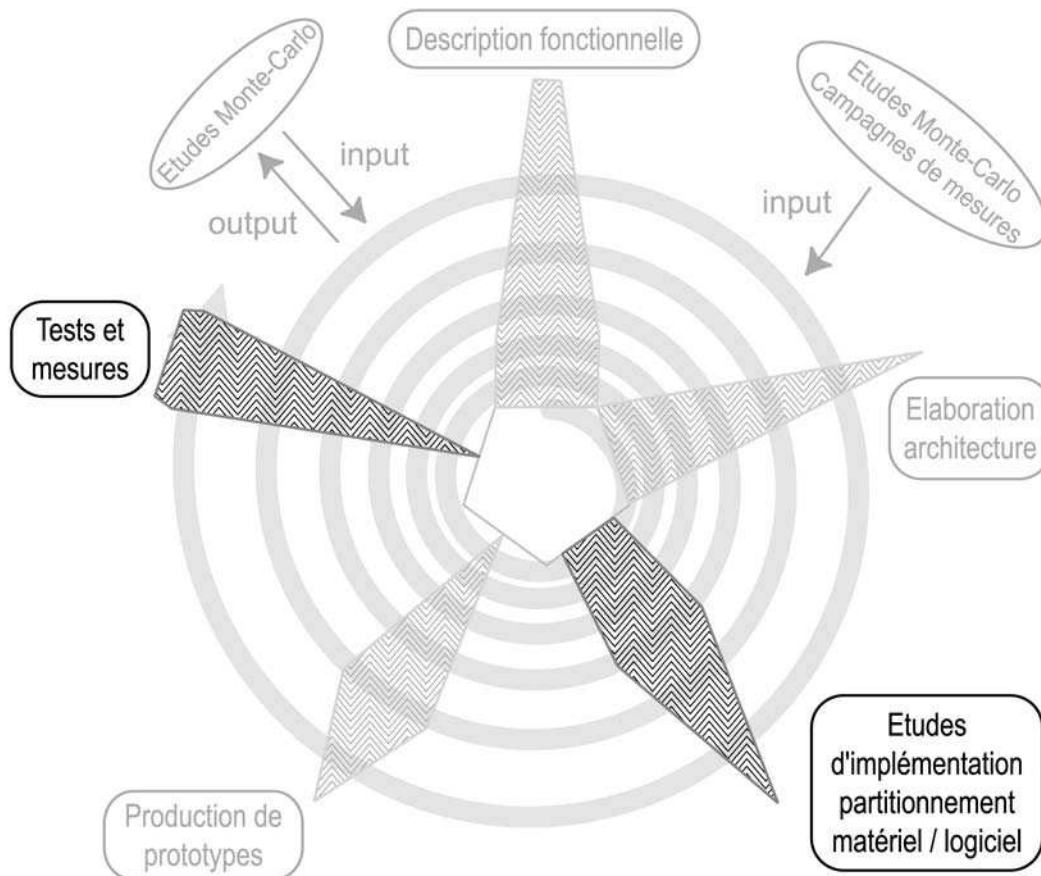 Description fonctionnelle
Etudes Monte-Carlo
input
output
Etudes Monte-Carlo
Campagnes de mesures
input
Tests et
mesures
Elaboration
architecture
Etudes
d'implémentation
partitionnement
matériel / logiciel
Production de
prototypes